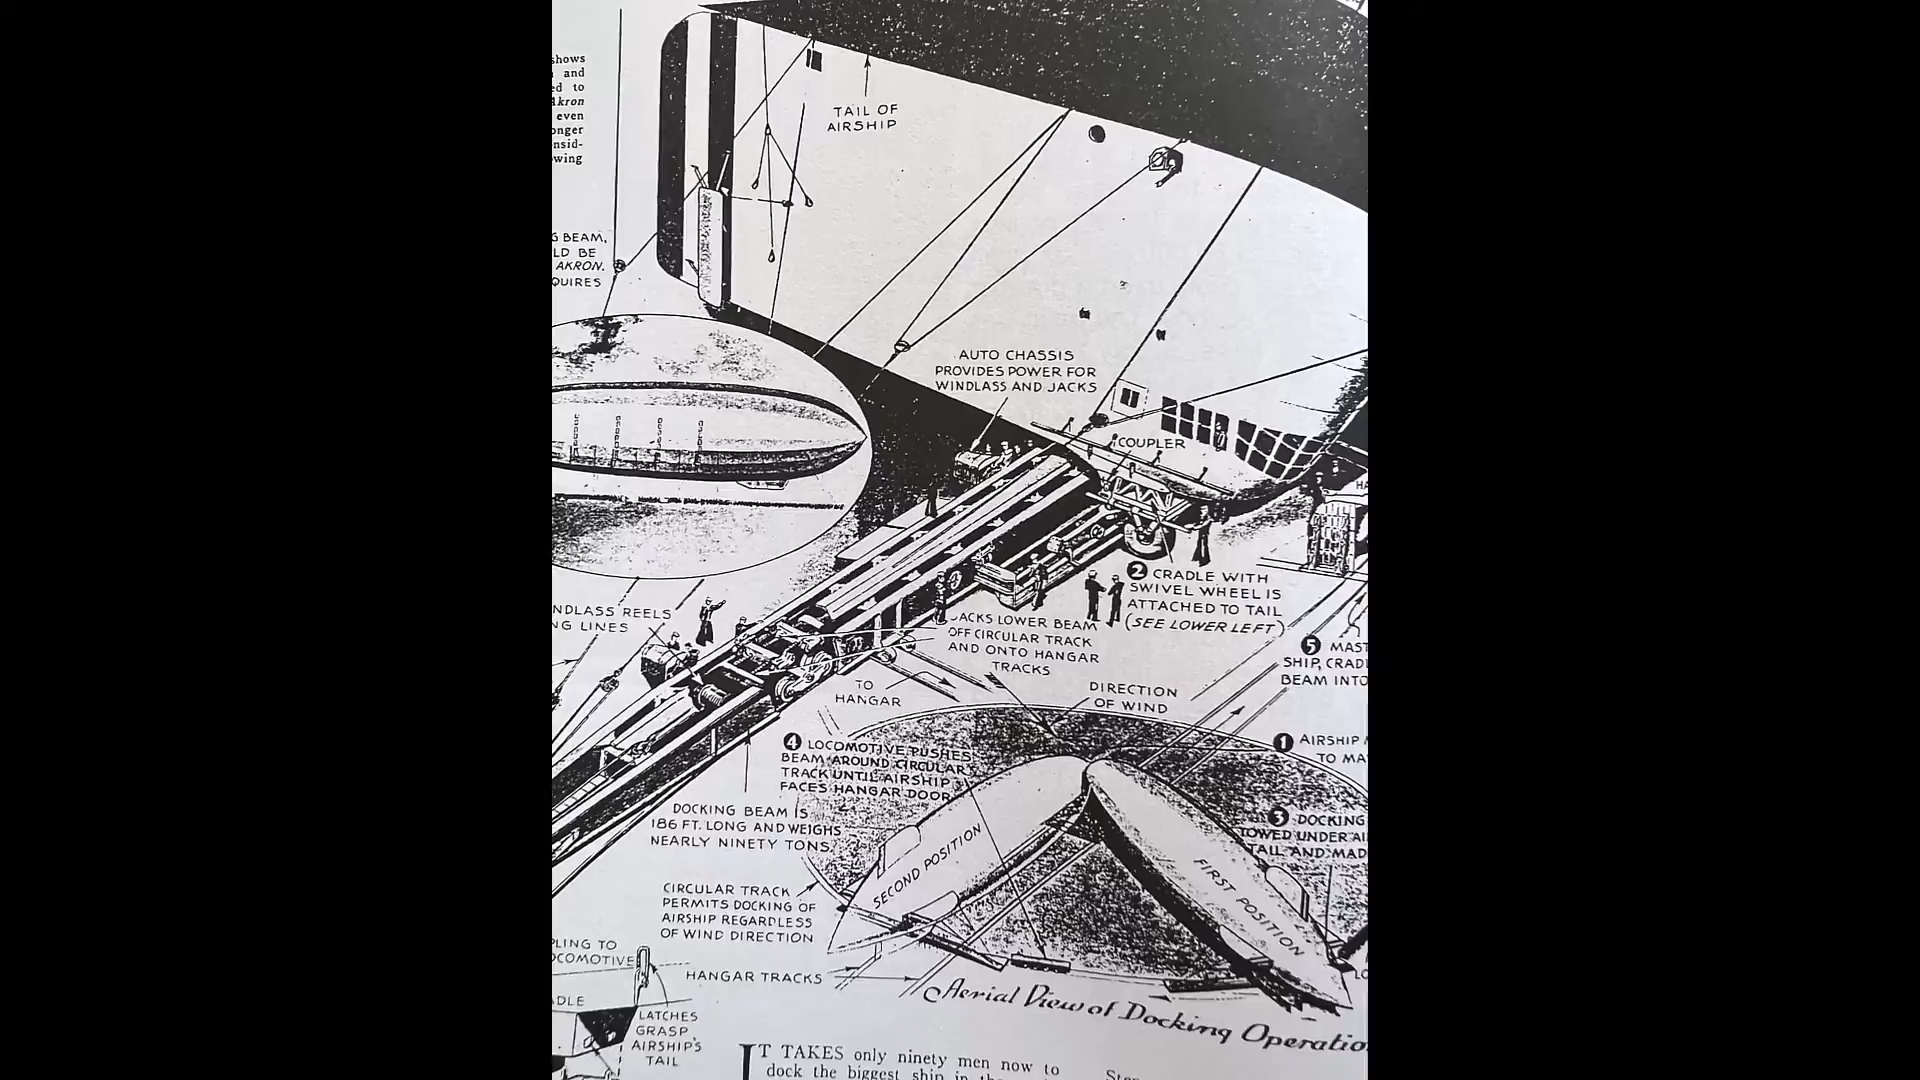 shows
and
ed to
Akron
even
onger
nsid-
wing
G BEAM,
LD BE
AKRON.
QUIRES
TAIL OF
AIRSHIP
AUTO CHASSIS
PROVIDES POWER FOR
WINDLASS AND JACKS
COUPLER
HA
2 CRADLE WITH
SWIVEL WHEEL IS
ATTACHED TO TAIL
(SEE LOWER LEFT)
NDLASS REELS
NG LINES
JACKS LOWER BEAM
OFF CIRCULAR TRACK
AND ONTO HANGAR
TRACKS
5 MAST
SHIP, CRADL
BEAM INTO
TO
HANGAR
DIRECTION
OF WIND
4 LOCOMOTIVE PUSHES
BEAM AROUND CIRCULAR
TRACK UNTIL AIRSHIP
FACES HANGAR DOOR
1 AIRSHIP
TO MA
DOCKING BEAM IS
186 FT. LONG AND WEIGHS
NEARLY NINETY TONS
3 DOCKING
TOWED UNDER AI
TAIL AND MAD
SECOND POSITION
FIRST POSITION
CIRCULAR TRACK
PERMITS DOCKING OF
AIRSHIP REGARDLESS
OF WIND DIRECTION
HANGAR TRACKS
LO
PLING TO
OCOMOTIVE
ADLE
LATCHES
GRASP
AIRSHIP'S
TAIL
Aerial View of Docking Operatio
IT TAKES only ninety men now to
dock the biggest ship in